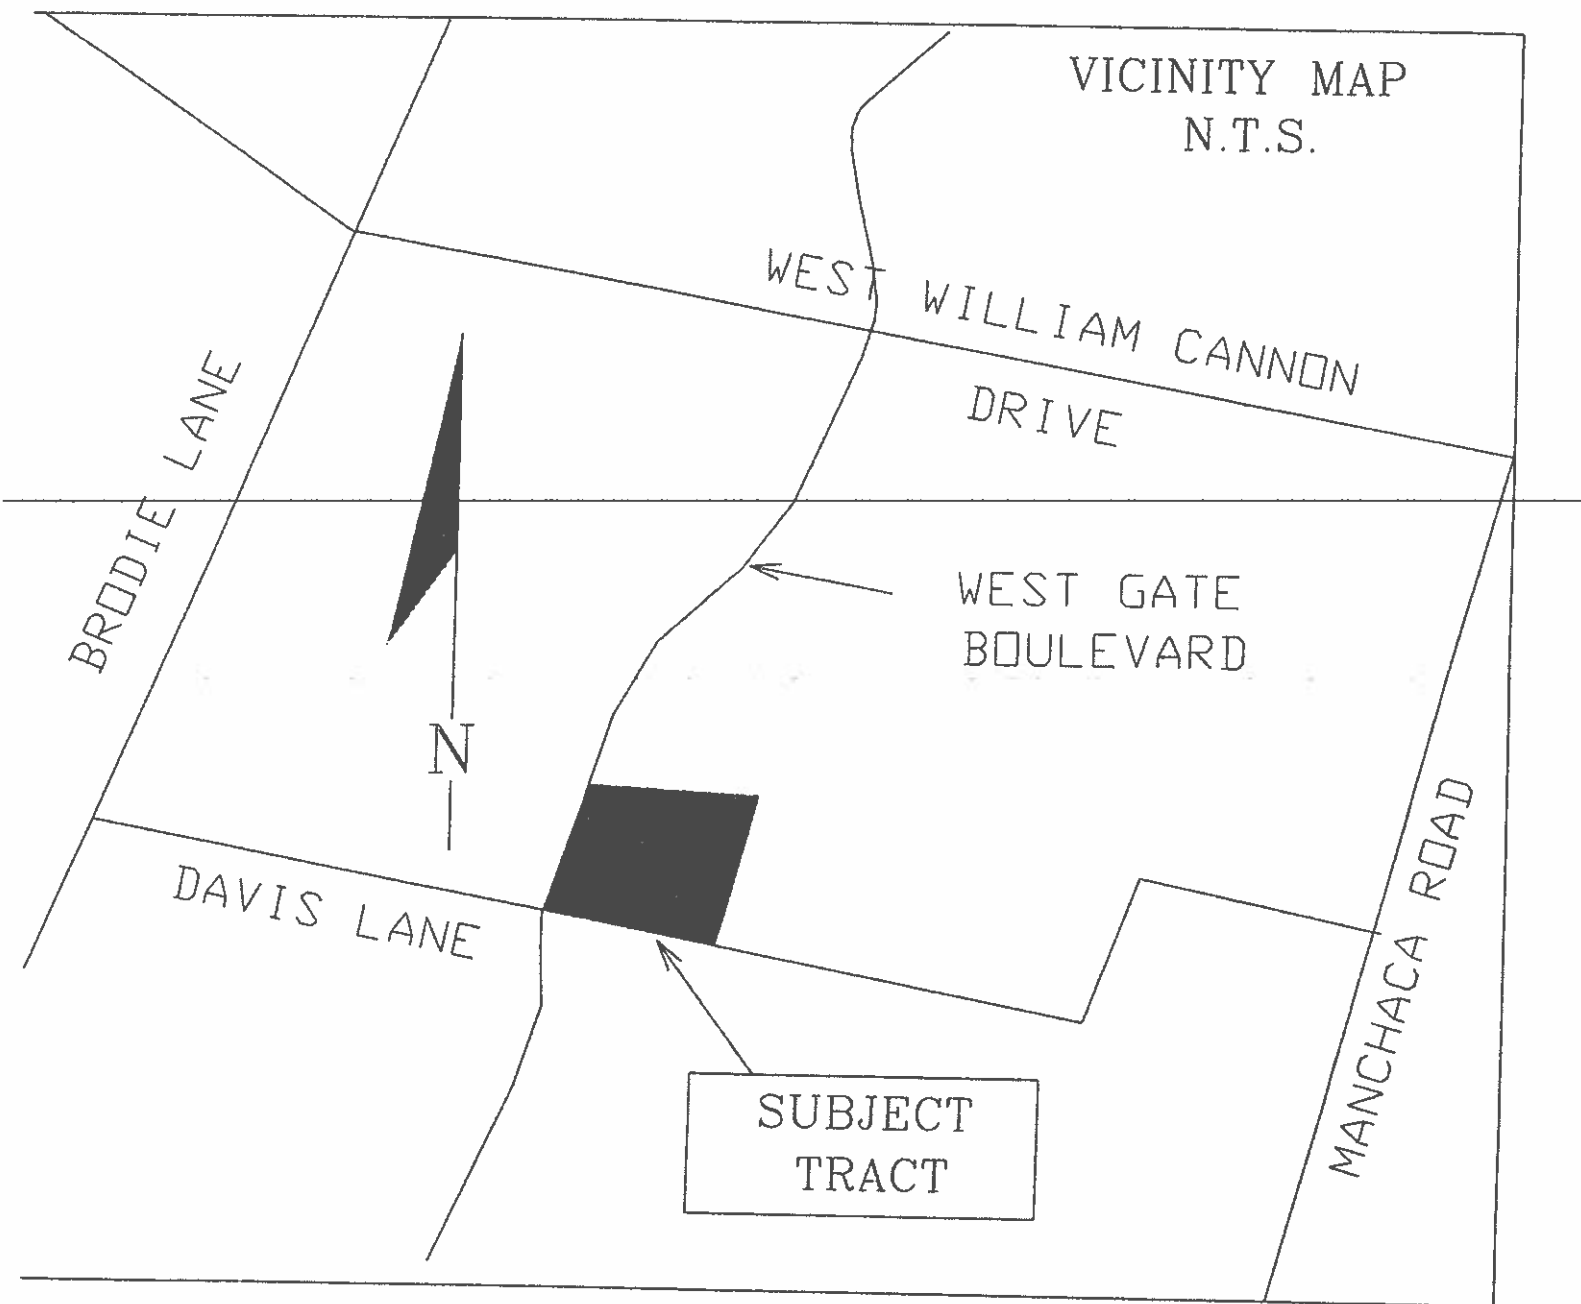 VICINITY MAP
N.T.S.
WEST WILLIAM CANNON
DRIVE
BRODIE LANE
WEST GATE
BOULEVARD
N
DAVIS LANE
MANCHACA ROAD
SUBJECT
TRACT